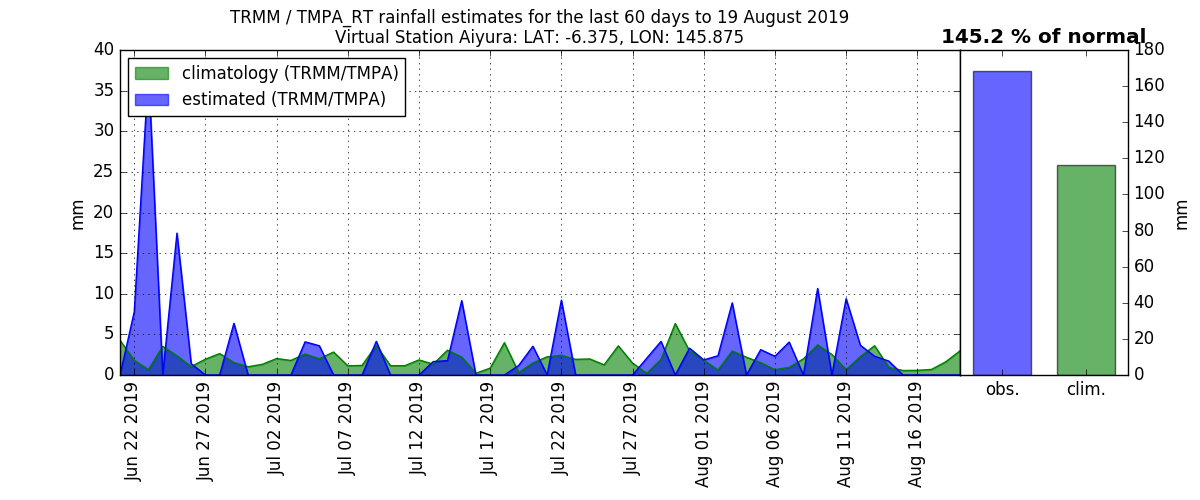 TRMM / TMPA_RT rainfall estimates for the last 60 days to 19 August 2019
Virtual Station Aiyura: LAT: -6.375, LON: 145.875
145.2 % of normal
climatology (TRMM/TMPA)
estimated (TRMM/TMPA)
40
35
30
25
20
15
10
5
0
mm
Jun 22 2019
Jun 27 2019
Jul 02 2019
Jul 07 2019
Jul 12 2019
Jul 17 2019
Jul 22 2019
Jul 27 2019
Aug 01 2019
Aug 06 2019
Aug 11 2019
Aug 16 2019
180
160
140
120
100
80
60
40
20
0
mm
obs.
clim.